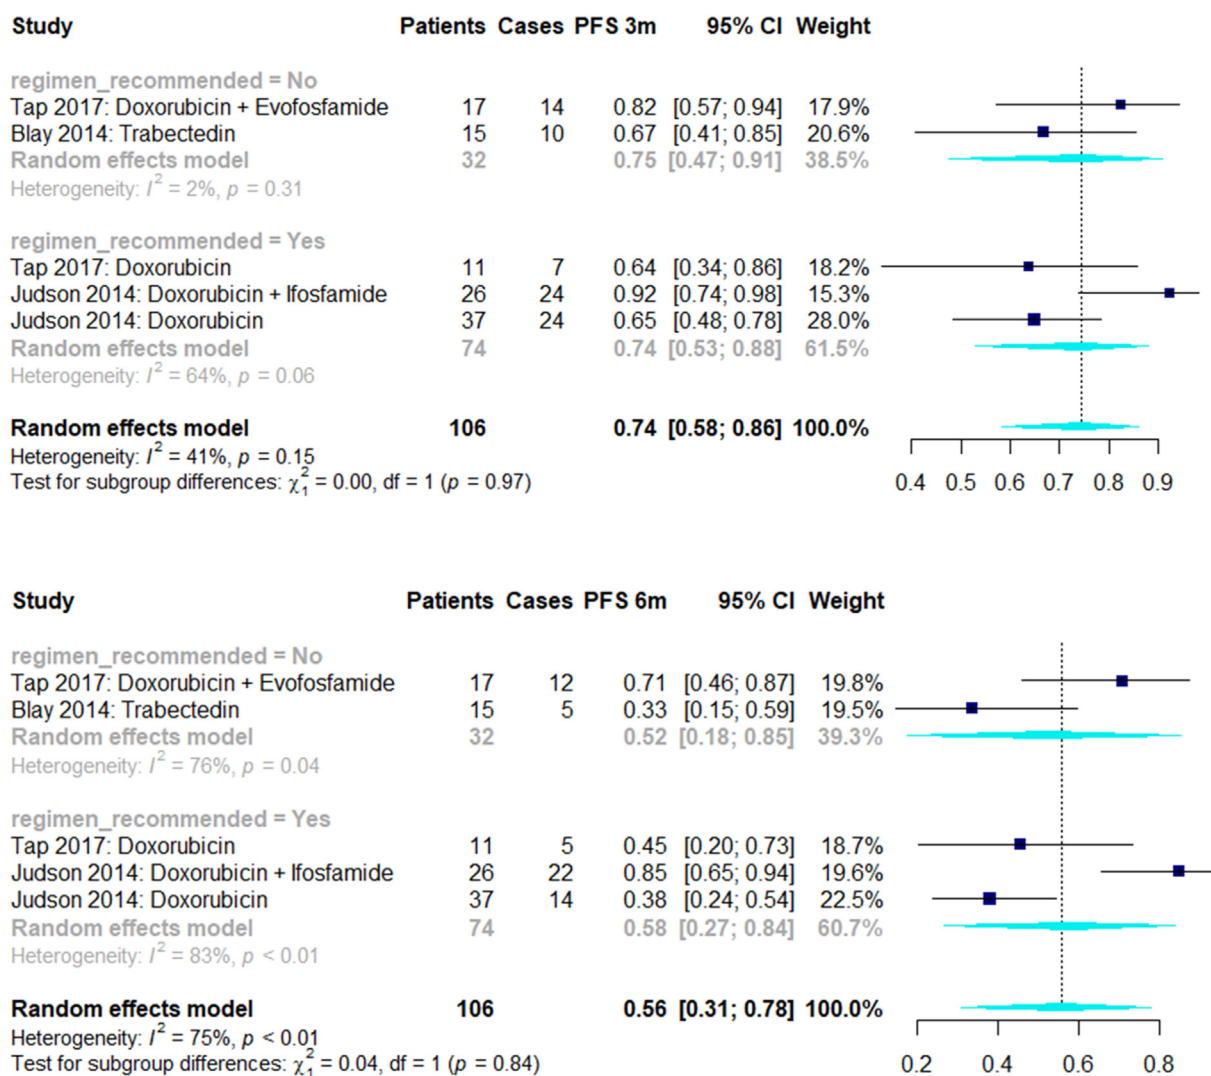 Study Patients Cases PFS 3m 95% CI Weight
regimen_recommended = No
Tap 2017: Doxorubicin + Evofosfamide 17 14 0.82 [0.57; 0.94] 17.9%
Blay 2014: Trabectedin 15 10 0.67 [0.41; 0.85] 20.6%
Random effects model 32 0.75 [0.47; 0.91] 38.5%
Heterogeneity: I² = 2%, p = 0.31
regimen_recommended = Yes
Tap 2017: Doxorubicin 11 7 0.64 [0.34; 0.86] 18.2%
Judson 2014: Doxorubicin + Ifosfamide 26 24 0.92 [0.74; 0.98] 15.3%
Judson 2014: Doxorubicin 37 24 0.65 [0.48; 0.78] 28.0%
Random effects model 74 0.74 [0.53; 0.88] 61.5%
Heterogeneity: I² = 64%, p = 0.06
Random effects model 106 0.74 [0.58; 0.86] 100.0%
Heterogeneity: I² = 41%, p = 0.15
Test for subgroup differences: χ²₁ = 0.00, df = 1 (p = 0.97)
0.4 0.5 0.6 0.7 0.8 0.9
Study Patients Cases PFS 6m 95% CI Weight
regimen_recommended = No
Tap 2017: Doxorubicin + Evofosfamide 17 12 0.71 [0.46; 0.87] 19.8%
Blay 2014: Trabectedin 15 5 0.33 [0.15; 0.59] 19.5%
Random effects model 32 0.52 [0.18; 0.85] 39.3%
Heterogeneity: I² = 76%, p = 0.04
regimen_recommended = Yes
Tap 2017: Doxorubicin 11 5 0.45 [0.20; 0.73] 18.7%
Judson 2014: Doxorubicin + Ifosfamide 26 22 0.85 [0.65; 0.94] 19.6%
Judson 2014: Doxorubicin 37 14 0.38 [0.24; 0.54] 22.5%
Random effects model 74 0.58 [0.27; 0.84] 60.7%
Heterogeneity: I² = 83%, p < 0.01
Random effects model 106 0.56 [0.31; 0.78] 100.0%
Heterogeneity: I² = 75%, p < 0.01
Test for subgroup differences: χ²₁ = 0.04, df = 1 (p = 0.84)
0.2 0.4 0.6 0.8